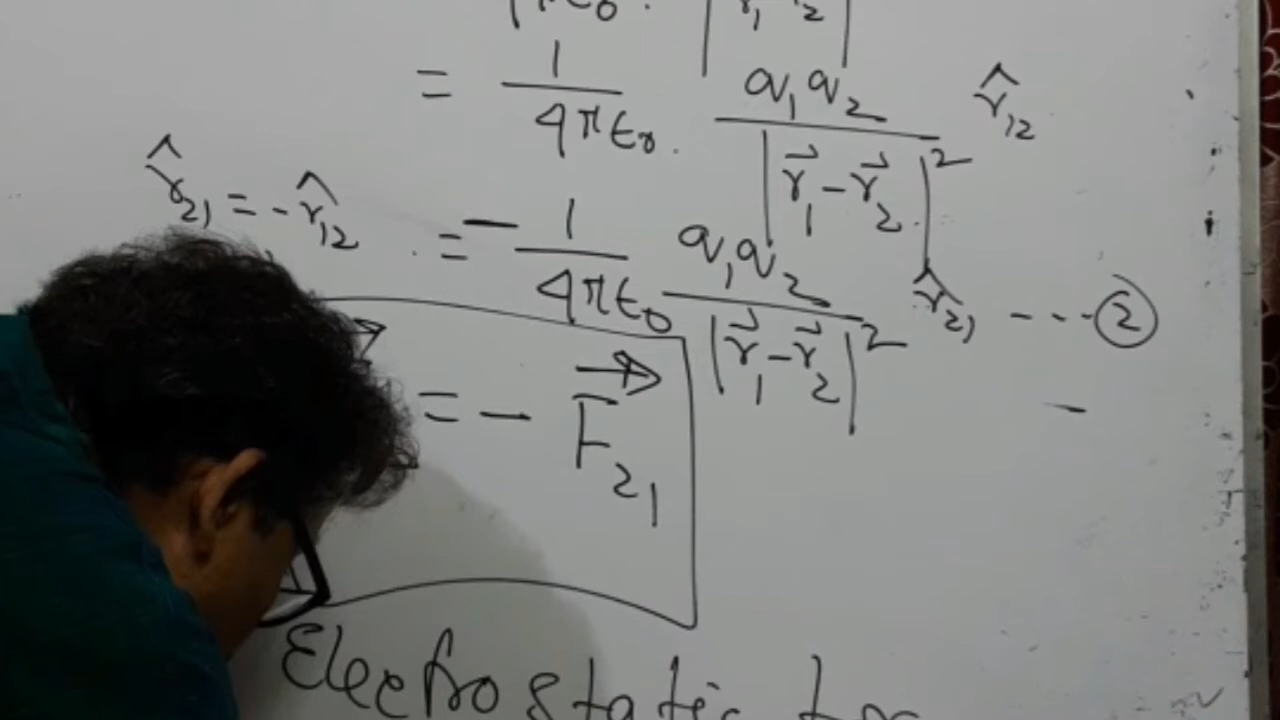 = 1/4πε₀ · q₁q₂/|r⃗₁-r⃗₂|² r̂₁₂
r̂₂₁ = -r̂₁₂
= - 1/4πε₀ q₁q₂/|r⃗₁-r⃗₂|² r̂₂₁ ---②
= - F⃗₂₁
Electrostatic